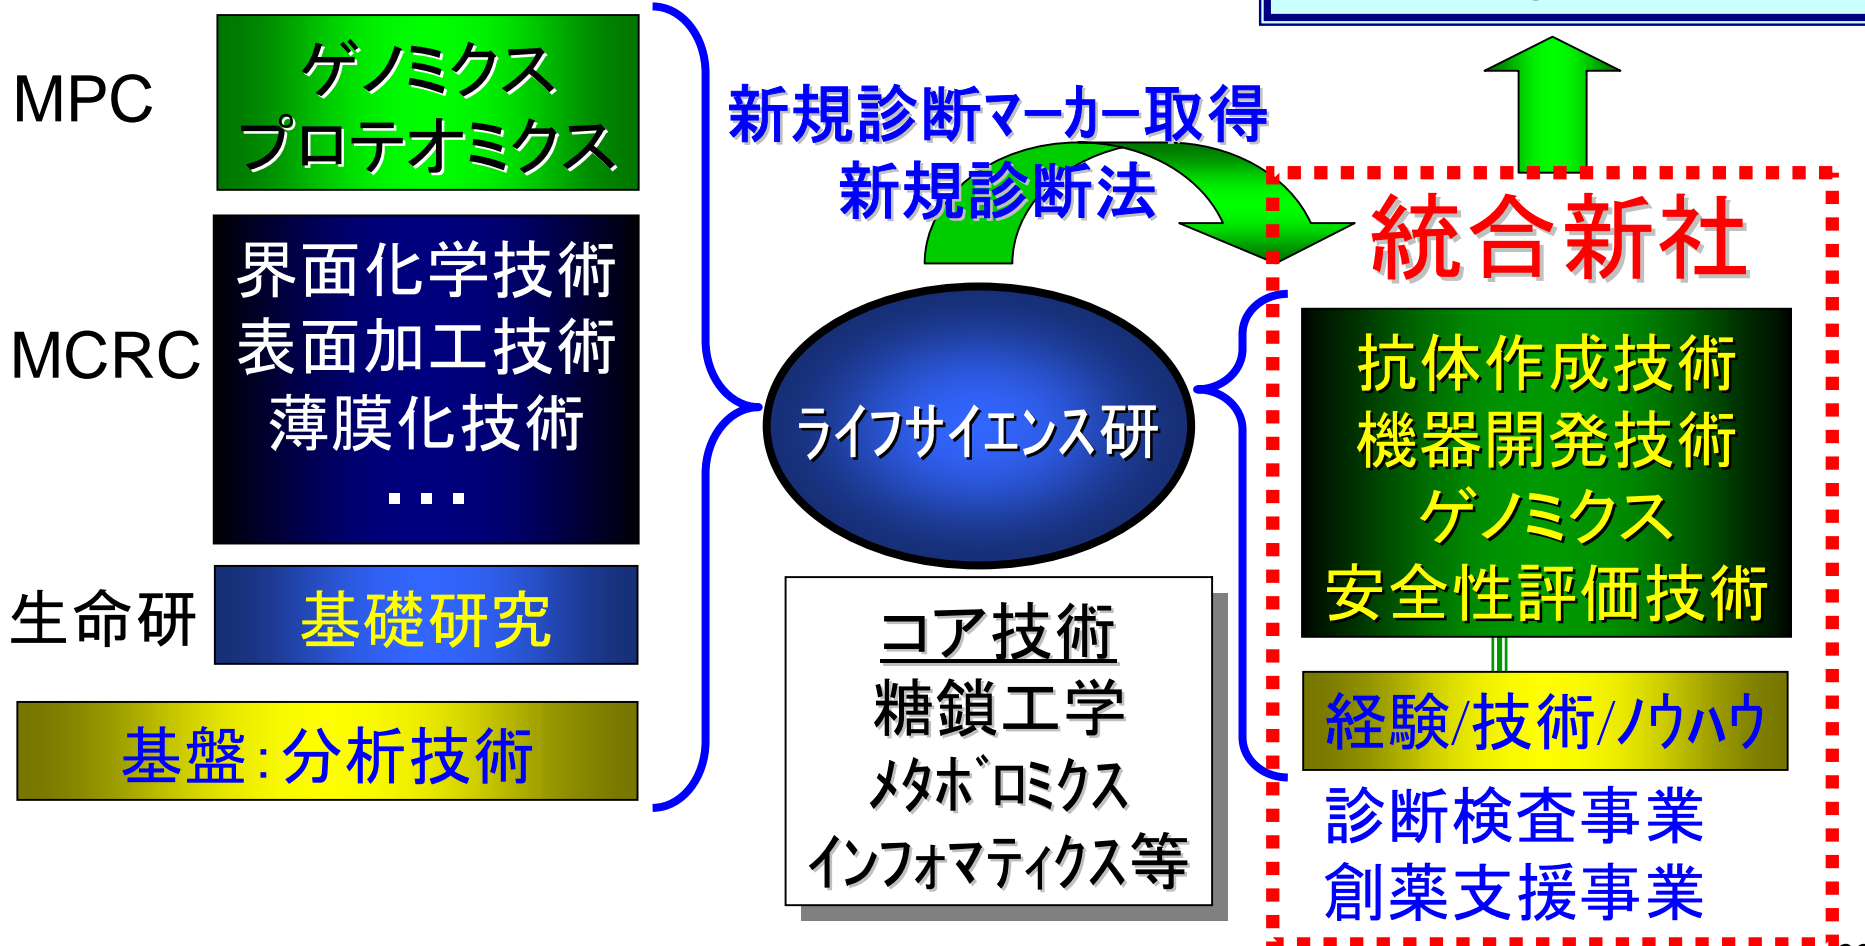 MPC
ゲノミクス
プロテオミクス
MCRC
界面化学技術
表面加工技術
薄膜化技術
・・・
生命研
基礎研究
基盤:分析技術
新規診断マーカー取得
新規診断法
ライフサイエンス研
コア技術
糖鎖工学
メタボロミクス
インフォマティクス等
統合新社
抗体作成技術
機器開発技術
ゲノミクス
安全性評価技術
経験/技術/ノウハウ
診断検査事業
創薬支援事業